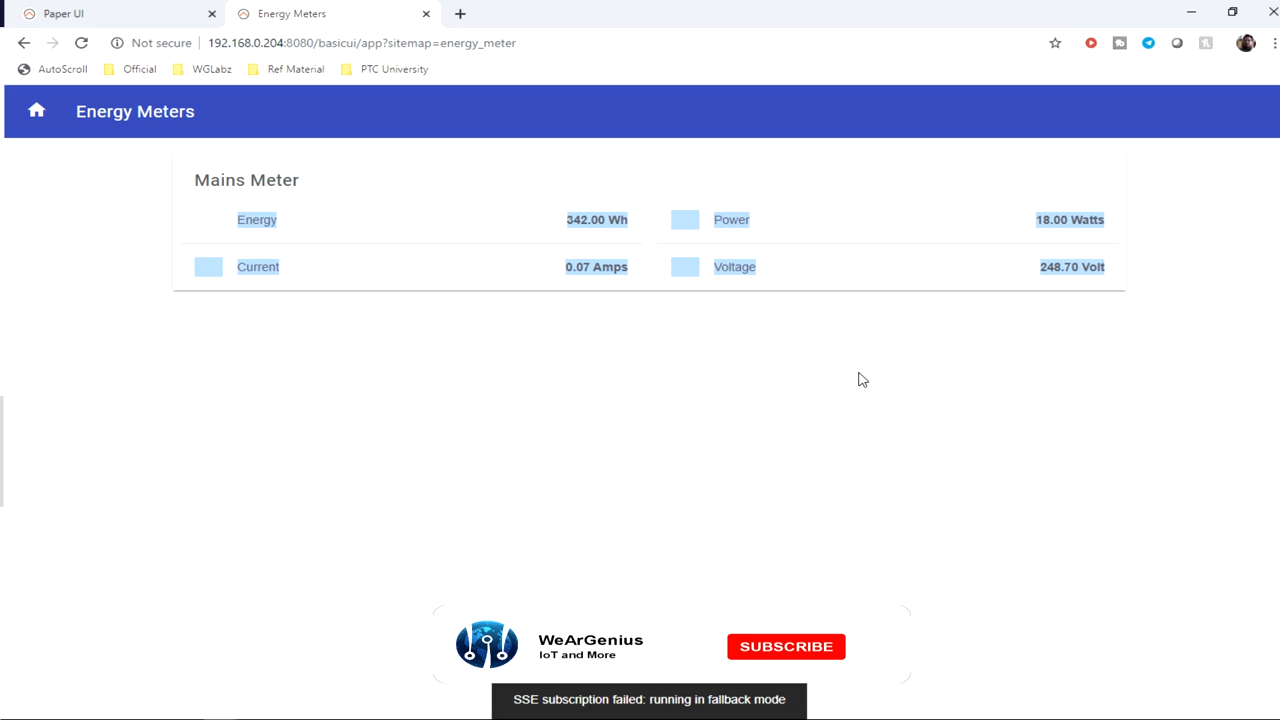 Paper UI
Energy Meters
Not secure
192.168.0.204:8080/basicui/app?sitemap=energy_meter
AutoScroll
Official
WGLabz
Ref Material
PTC University
Energy Meters
Mains Meter
Energy 342.00 Wh
Power 18.00 Watts
Current 0.07 Amps
Voltage 248.70 Volt
WeArGenius
IoT and More
SUBSCRIBE
SSE subscription failed: running in fallback mode